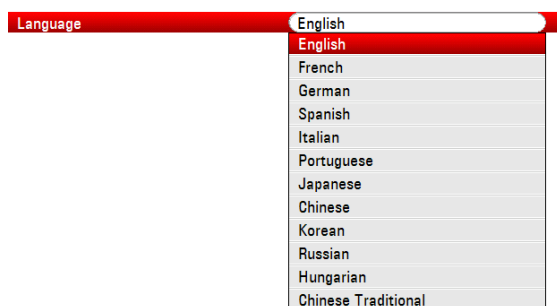 Language English
English
French
German
Spanish
Italian
Portuguese
Japanese
Chinese
Korean
Russian
Hungarian
Chinese Traditional